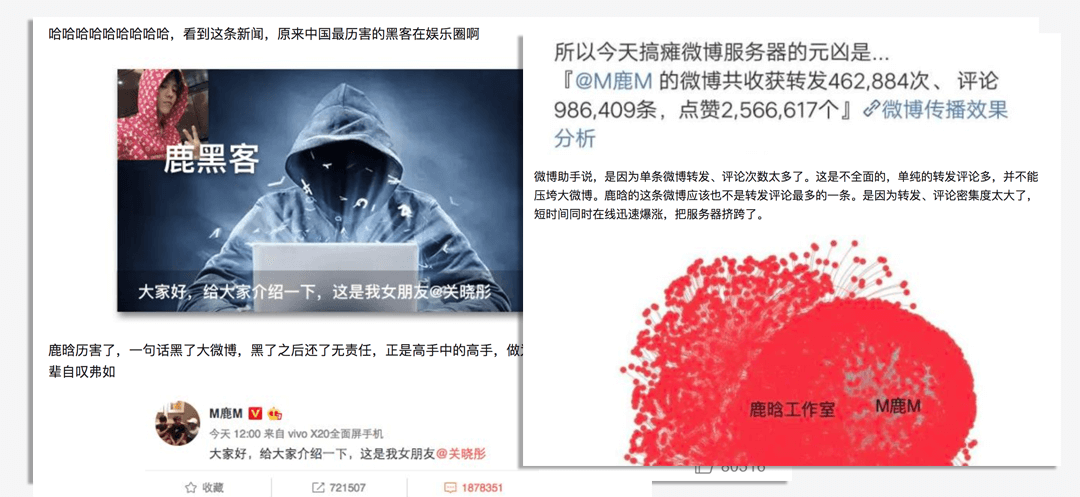 哈哈哈哈哈哈哈哈哈，看到这条新闻，原来中国最历害的黑客在娱乐圈啊
鹿黑客
大家好，给大家介绍一下，这是我女朋友@关晓彤
鹿晗历害了，一句话黑了大微博，黑了之后还了无责任，正是高手中的高手，做
辈自叹弗如
M鹿M
今天 12:00 来自 vivo X20全面屏手机
大家好，给大家介绍一下，这是我女朋友@关晓彤
收藏
721507
1878351
所以今天搞瘫微博服务器的元凶是...
『@M鹿M 的微博共收获转发462,884次、评论
986,409条，点赞2,566,617个』微博传播效果
分析
微博助手说，是因为单条微博转发、评论次数太多了。这是不全面的，单纯的转发评论多，并不能
压垮大微博。鹿晗的这条微博应该也不是转发评论最多的一条。是因为转发、评论密集度太大了，
短时间同时在线迅速爆涨，把服务器挤跨了。
鹿晗工作室
M鹿M